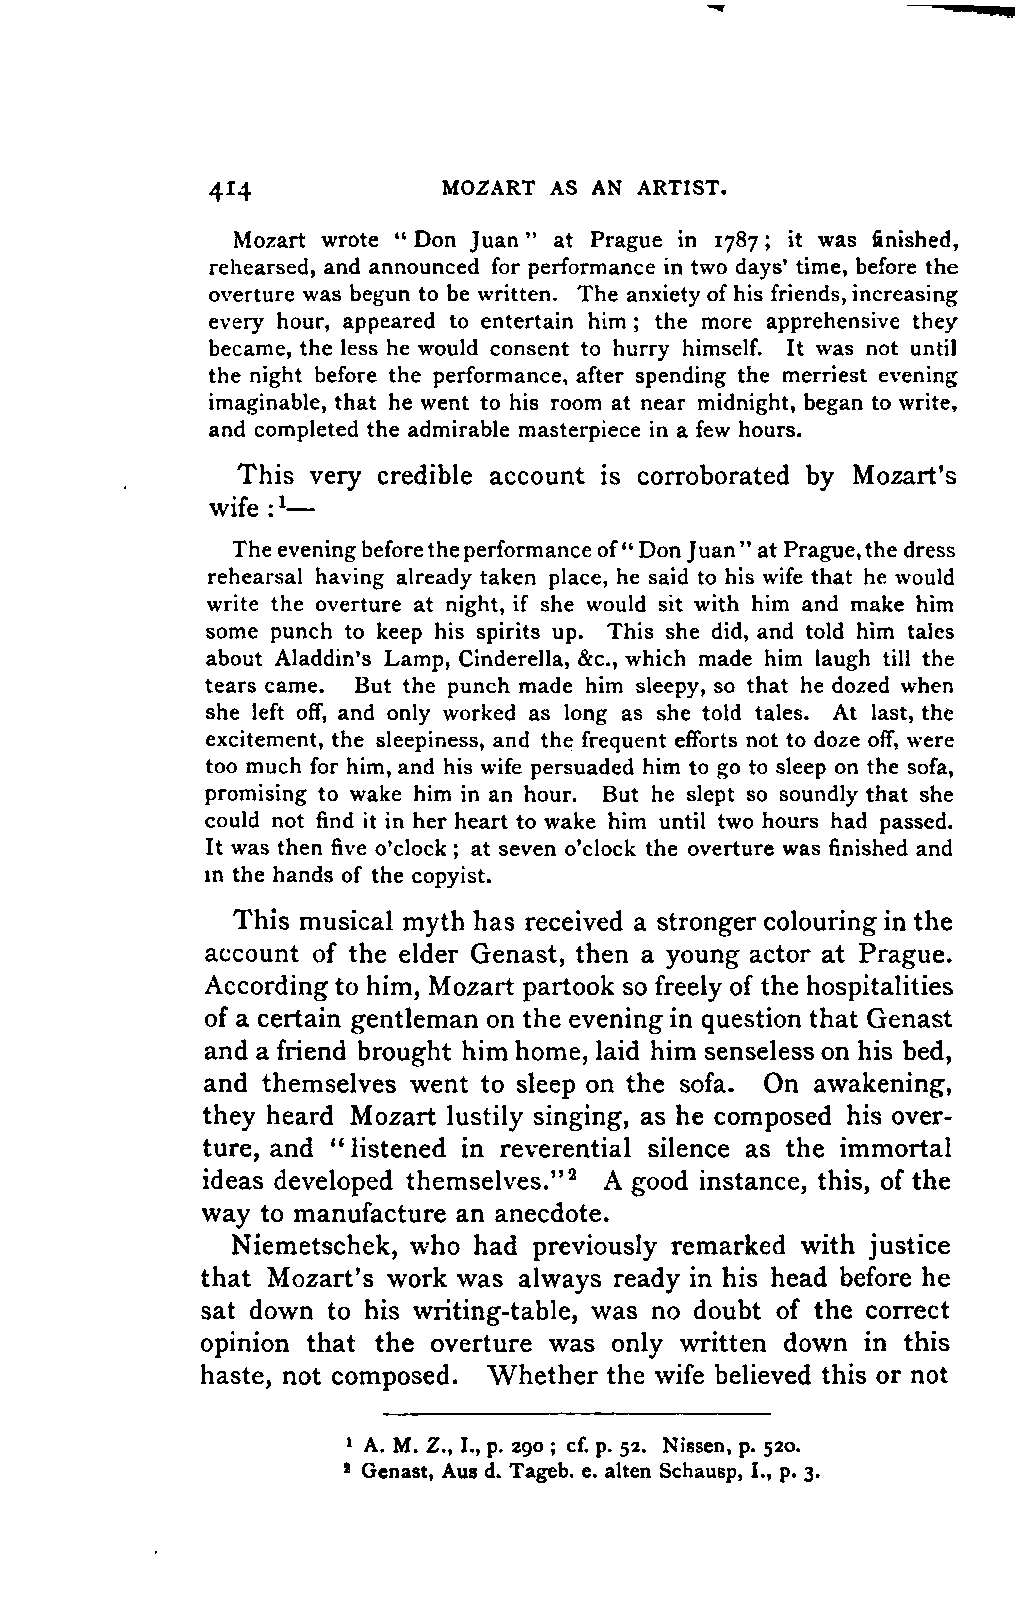 414 MOZART AS AN ARTIST.
Mozart wrote “ Don Juan ” at Prague in 1787 ; it was finished,
rehearsed, and announced for performance in two days’ time, before the
overture was begun to be written. The anxiety of his friends, increasing
every hour, appeared to entertain him ; the more apprehensive they
became, the less he would consent to hurry himself. It was not until
the night before the performance, after spending the merriest evening
imaginable, that he went to his room at near midnight, began to write,
and completed the admirable masterpiece in a few hours.
This very credible account is corroborated by Mozart’s
wife :¹—
The evening before the performance of “ Don Juan ” at Prague, the dress
rehearsal having already taken place, he said to his wife that he would
write the overture at night, if she would sit with him and make him
some punch to keep his spirits up. This she did, and told him tales
about Aladdin’s Lamp, Cinderella, &c., which made him laugh till the
tears came. But the punch made him sleepy, so that he dozed when
she left off, and only worked as long as she told tales. At last, the
excitement, the sleepiness, and the frequent efforts not to doze off, were
too much for him, and his wife persuaded him to go to sleep on the sofa,
promising to wake him in an hour. But he slept so soundly that she
could not find it in her heart to wake him until two hours had passed.
It was then five o’clock ; at seven o’clock the overture was finished and
in the hands of the copyist.
This musical myth has received a stronger colouring in the
account of the elder Genast, then a young actor at Prague.
According to him, Mozart partook so freely of the hospitalities
of a certain gentleman on the evening in question that Genast
and a friend brought him home, laid him senseless on his bed,
and themselves went to sleep on the sofa. On awakening,
they heard Mozart lustily singing, as he composed his over-
ture, and “ listened in reverential silence as the immortal
ideas developed themselves.”² A good instance, this, of the
way to manufacture an anecdote.
Niemetschek, who had previously remarked with justice
that Mozart’s work was always ready in his head before he
sat down to his writing-table, was no doubt of the correct
opinion that the overture was only written down in this
haste, not composed. Whether the wife believed this or not
¹ A. M. Z., I., p. 290 ; cf. p. 52. Nissen, p. 520.
² Genast, Aus d. Tageb. e. alten Schausp, I., p. 3.